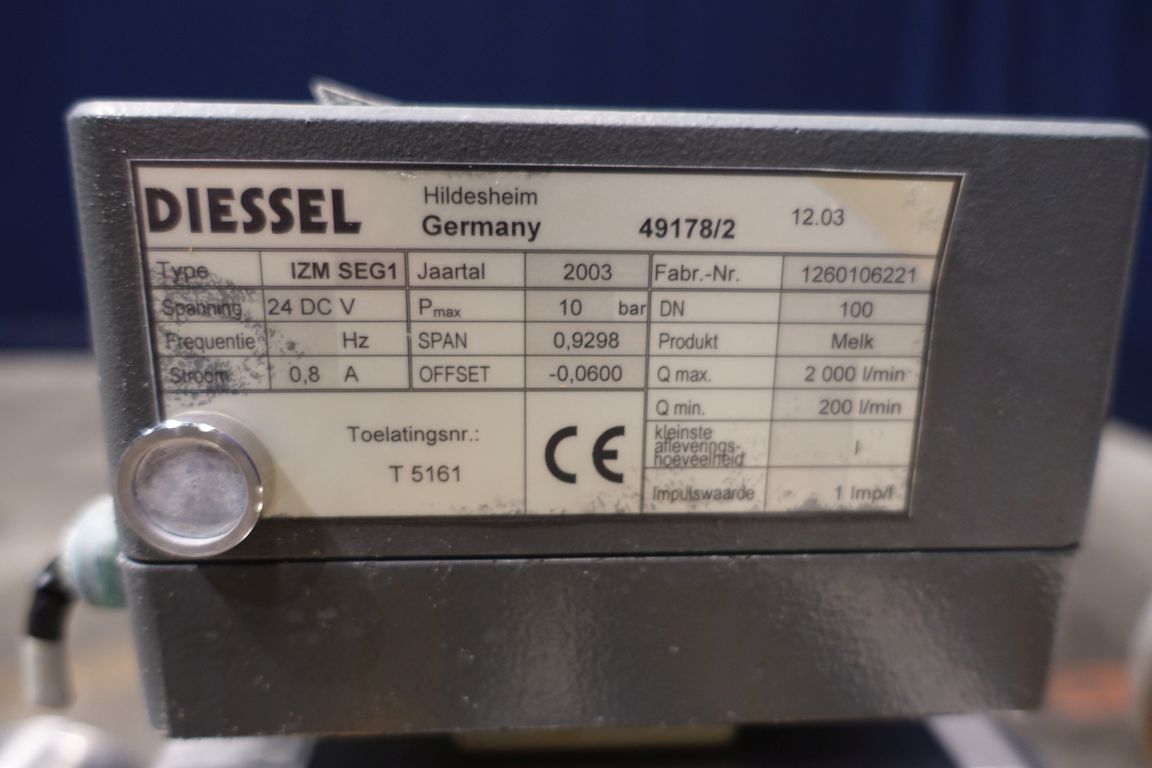 DIESSEL Hildesheim Germany 49178/2 12.03
Type IZM SEG1 Jaartal 2003 Fabr.-Nr. 1260106221
Spanning 24 DC V Pmax 10 bar DN 100
Frequentie Hz SPAN 0,9298 Produkt Melk
Stroom 0,8 A OFFSET -0,0600 Q max. 2 000 l/min
Q min. 200 l/min
Toelatingsnr.:
T 5161
CE
kleinste
afleverings-
hoeveelheid
Impulswaarde 1 Imp/l